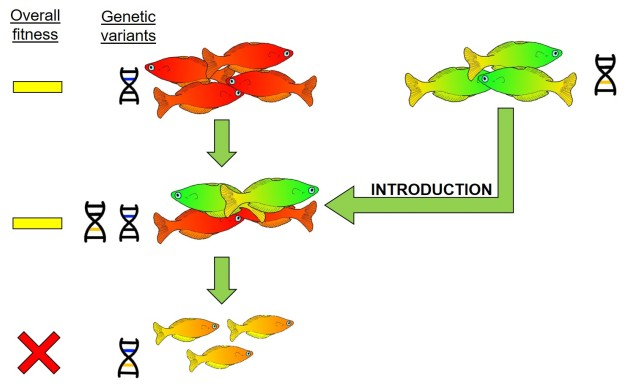 Overall
fitness
Genetic
variants
INTRODUCTION